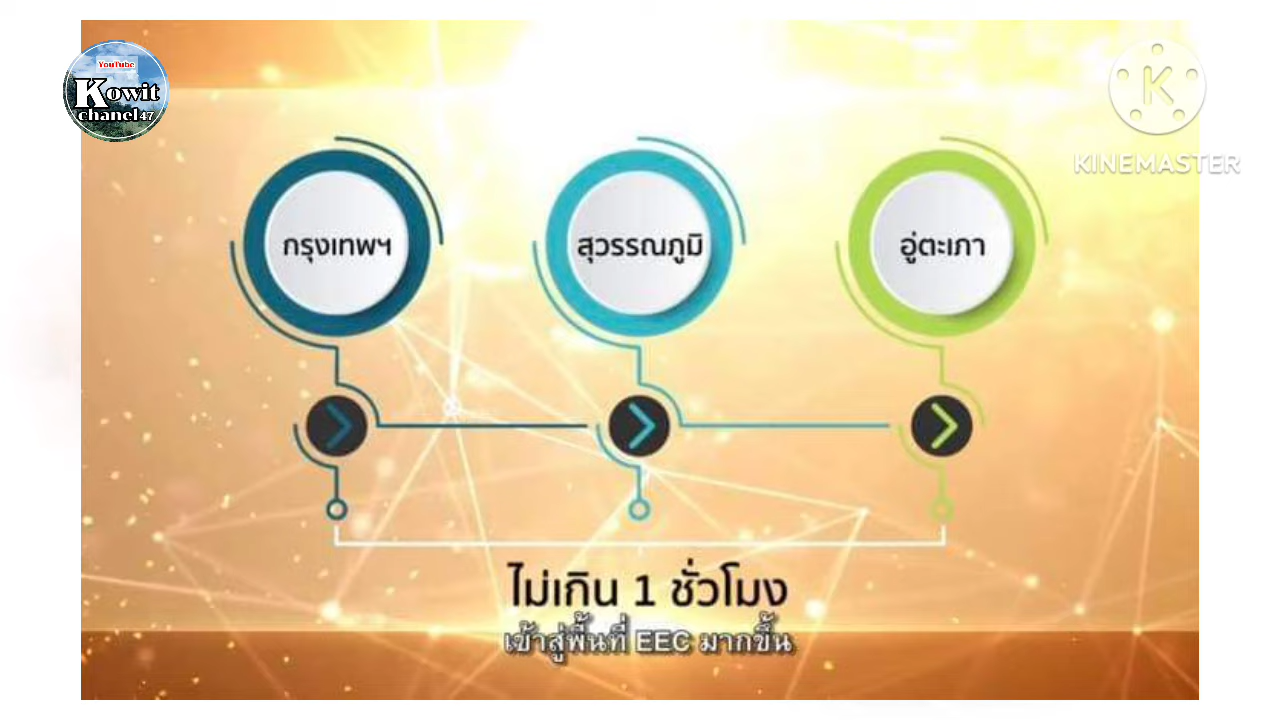 YouTube
Kowit
chanel47
KINEMASTER
กรุงเทพฯ
สุวรรณภูมิ
อู่ตะเภา
ไม่เกิน 1 ชั่วโมง
เข้าสู่พื้นที่ EEC มากขึ้น